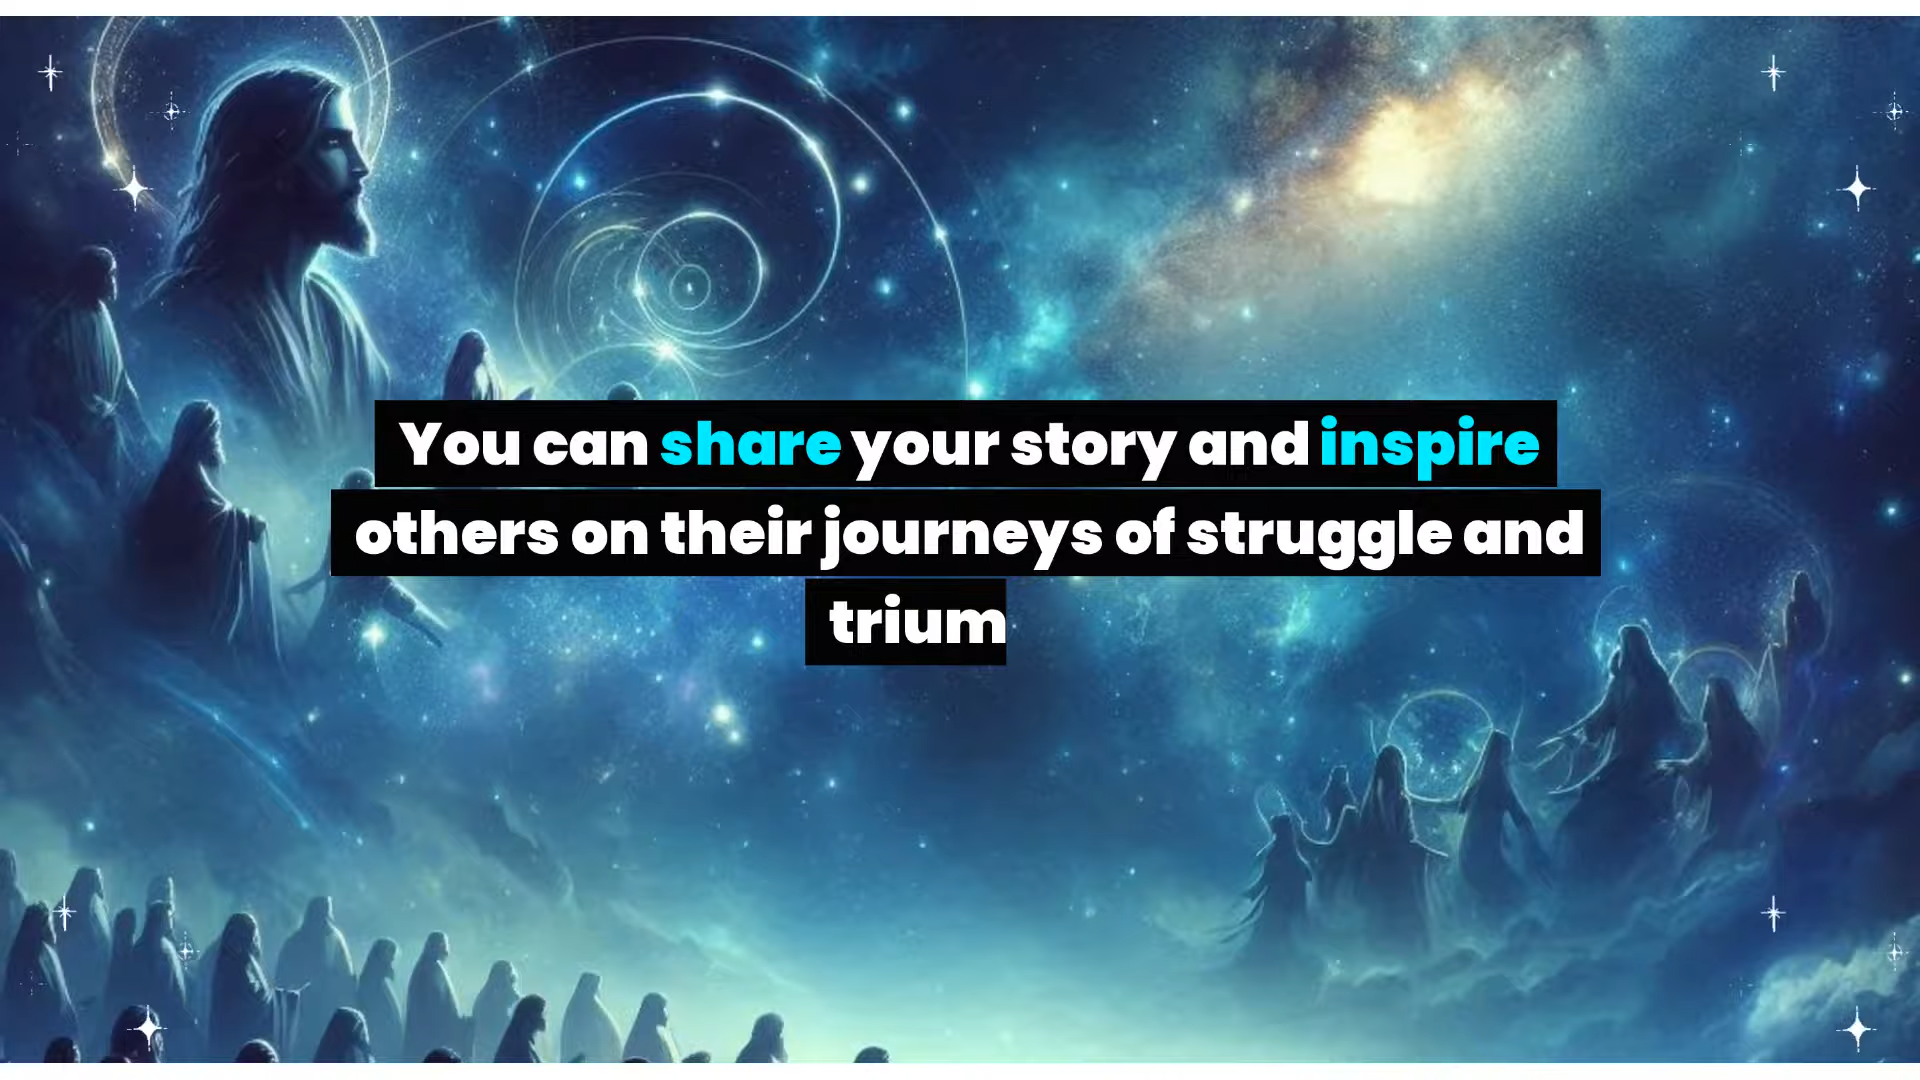 You can share your story and inspire
others on their journeys of struggle and
trium